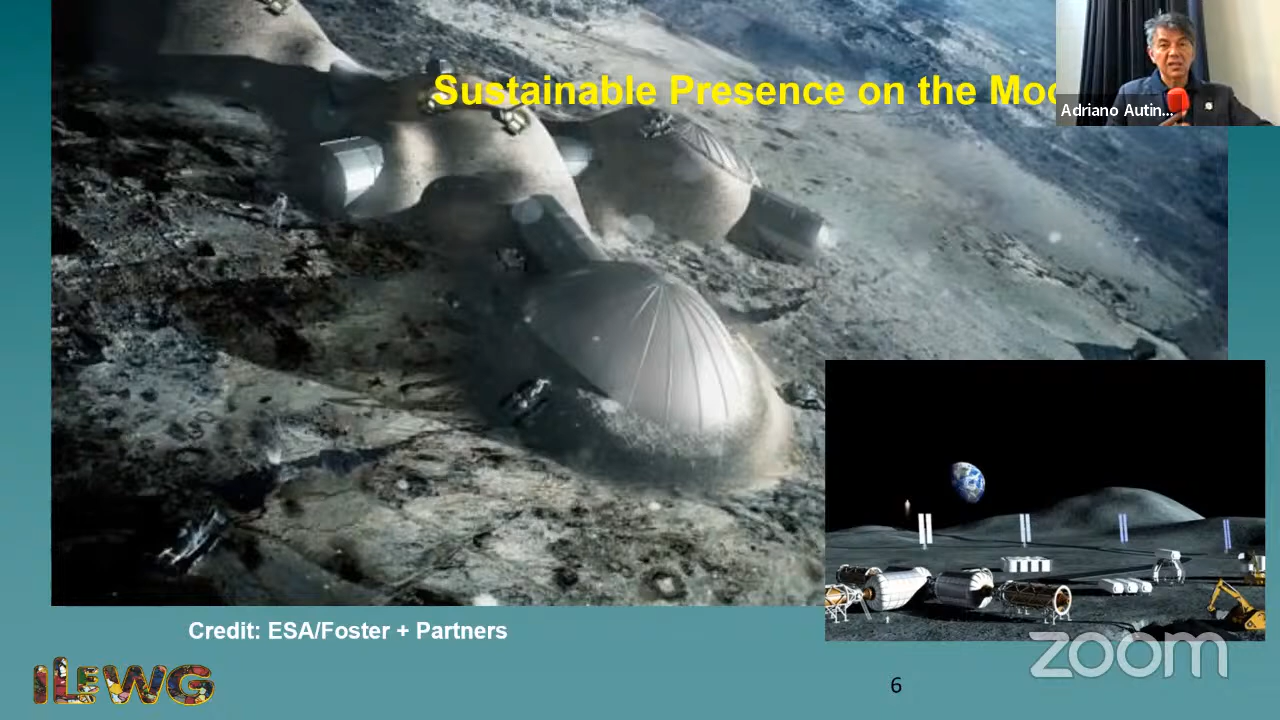 Sustainable Presence on the Moo
Adriano Autin...
Credit: ESA/Foster + Partners
ILEWG
6
zoom